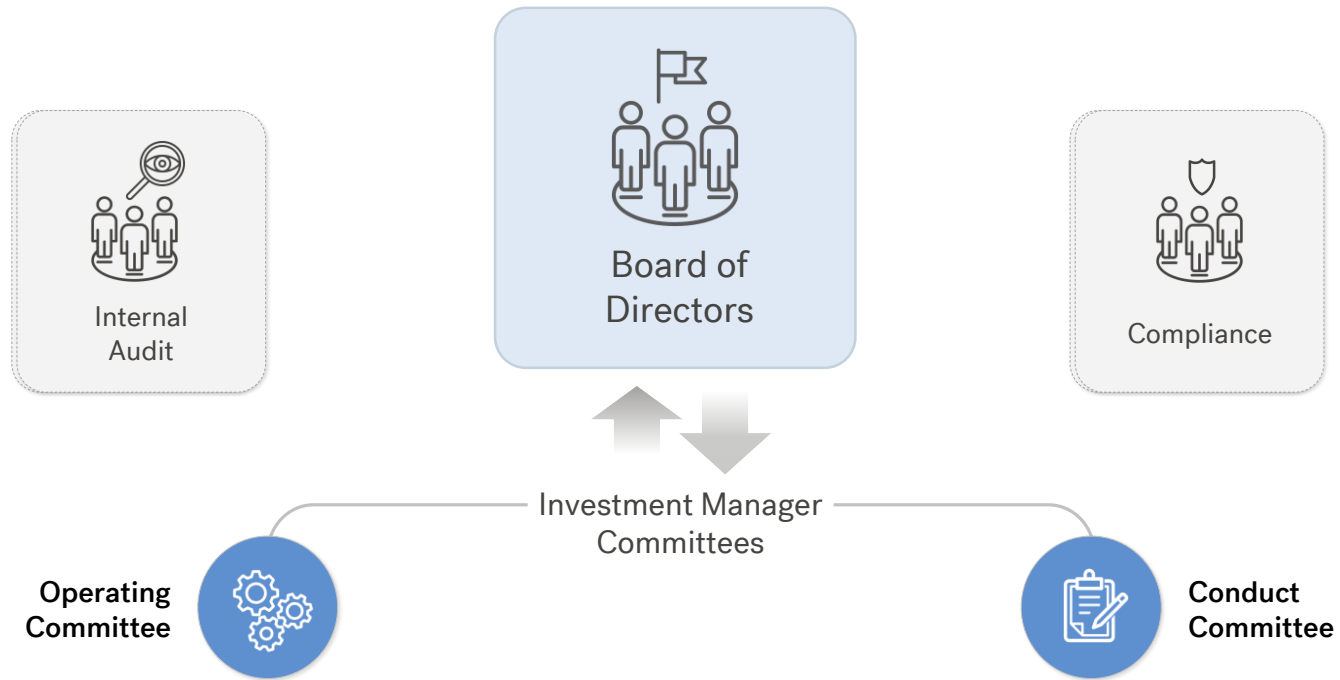 Board of
Directors
Internal
Audit
Compliance
Investment Manager
Committees
Operating
Committee
Conduct
Committee